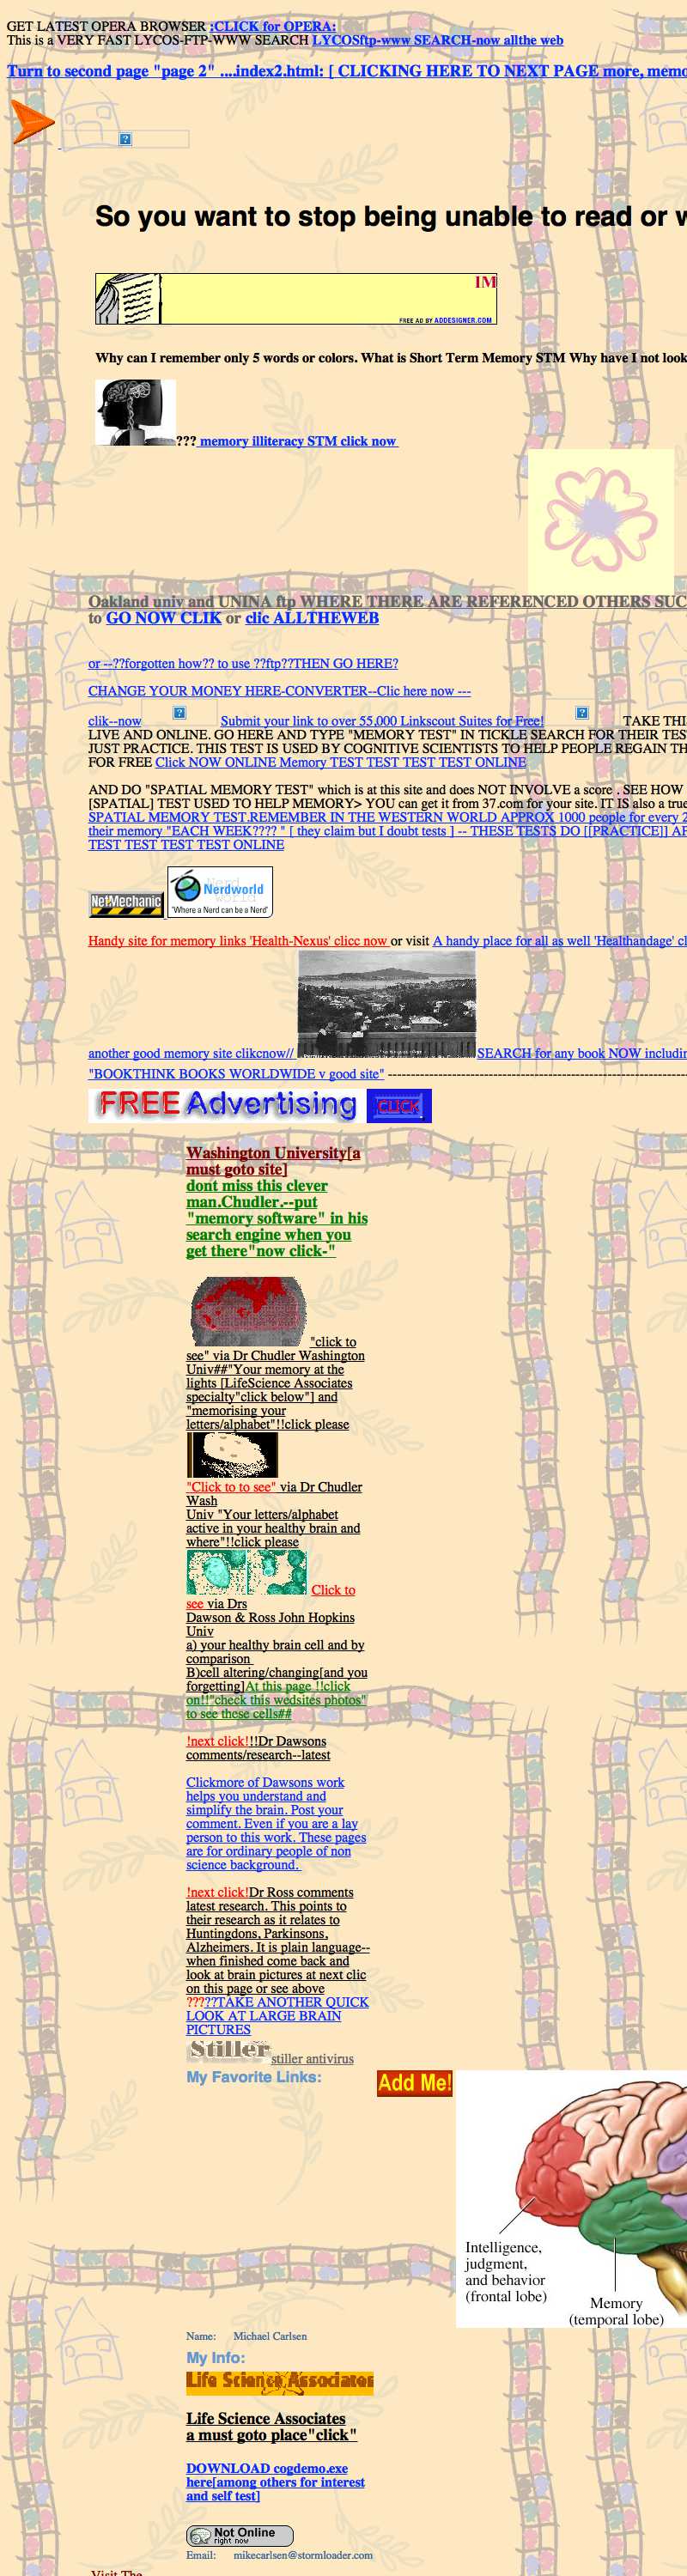 GET LATEST OPERA BROWSER :CLICK for OPERA:
This is a VERY FAST LYCOS-FTP-WWW SEARCH LYCOSftp-www SEARCH-now allthe web
Turn to second page "page 2" ....index2.html: [ CLICKING HERE TO NEXT PAGE more, memo
So you want to stop being unable to read or w
IM
FREE AD BY ADDESIGNER.COM
Why can I remember only 5 words or colors. What is Short Term Memory STM Why have I not look
??? memory illiteracy STM click now
Oakland univ and UNINA ftp WHERE THERE ARE REFERENCED OTHERS SUC
to GO NOW CLIK or clic ALLTHEWEB
or --??forgotten how?? to use ??ftp??THEN GO HERE?
CHANGE YOUR MONEY HERE-CONVERTER--Clic here now ---
clik--now Submit your link to over 55,000 Linkscout Suites for Free! TAKE THI
LIVE AND ONLINE. GO HERE AND TYPE "MEMORY TEST" IN TICKLE SEARCH FOR THEIR TES
JUST PRACTICE. THIS TEST IS USED BY COGNITIVE SCIENTISTS TO HELP PEOPLE REGAIN TH
FOR FREE Click NOW ONLINE Memory TEST TEST TEST TEST ONLINE
AND DO "SPATIAL MEMORY TEST" which is at this site and does NOT INVOLVE a score . SEE HOW
[SPATIAL] TEST USED TO HELP MEMORY> YOU can get it from 37.com for your site. IT IS also a true
SPATIAL MEMORY TEST.REMEMBER IN THE WESTERN WORLD APPROX 1000 people for every 2
their memory "EACH WEEK???? " [ they claim but I doubt tests ] -- THESE TESTS DO [[PRACTICE]] AF
TEST TEST TEST TEST ONLINE
NetMechanic
Nerd
world
Nerdworld
'Where a Nerd can be a Nerd'
Handy site for memory links 'Health-Nexus' clicc now or visit A handy place for all as well 'Healthandage' cl
another good memory site clikcnow// SEARCH for any book NOW includin
"BOOKTHINK BOOKS WORLDWIDE v good site" ------------------------------------------------
FREE Advertising CLICK
Washington University[a
must goto site]
dont miss this clever
man.Chudler.--put
"memory software" in his
search engine when you
get there"now click-"
"click to
see" via Dr Chudler Washington
Univ##"Your memory at the
lights [LifeScience Associates
specialty"click below"] and
"memorising your
letters/alphabet"!!click please
"Click to to see" via Dr Chudler
Wash
Univ "Your letters/alphabet
active in your healthy brain and
where"!!click please
Click to
see via Drs
Dawson & Ross John Hopkins
Univ
a) your healthy brain cell and by
comparison
B)cell altering/changing[and you
forgetting]At this page !!click
on!!"check this wedsites photos"
to see these cells##
!next click!!!Dr Dawsons
comments/research--latest
Clickmore of Dawsons work
helps you understand and
simplify the brain. Post your
comment. Even if you are a lay
person to this work. These pages
are for ordinary people of non
science background.
!next click!Dr Ross comments
latest research. This points to
their research as it relates to
Huntingdons, Parkinsons,
Alzheimers. It is plain language--
when finished come back and
look at brain pictures at next clic
on this page or see above
?????TAKE ANOTHER QUICK
LOOK AT LARGE BRAIN
PICTURES
Stiller stiller antivirus
My Favorite Links:
Add Me!
Intelligence,
judgment,
and behavior
(frontal lobe)
Memory
(temporal lobe)
Name: Michael Carlsen
My Info:
Life Science Associates
Life Science Associates
a must goto place"click"
DOWNLOAD cogdemo.exe
here[among others for interest
and self test]
Not Online
right now
Email: mikecarlsen@stormloader.com
Visit The